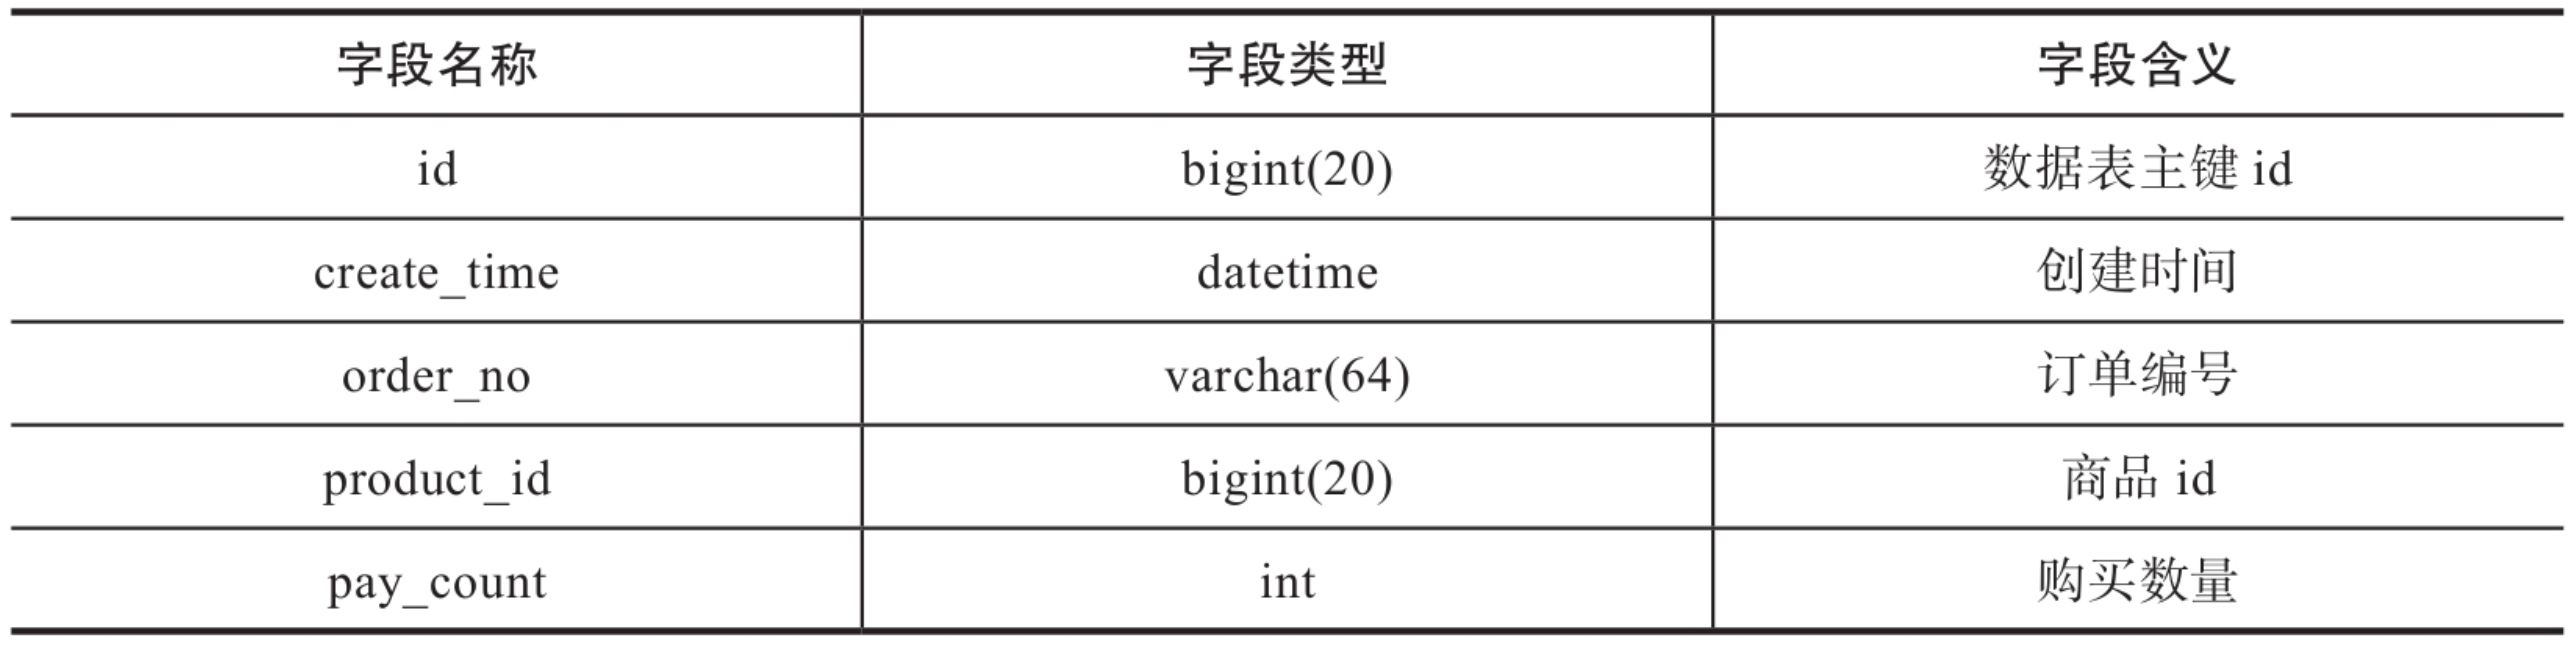 字段名称 字段类型 字段含义
id bigint(20) 数据表主键 id
create_time datetime 创建时间
order_no varchar(64) 订单编号
product_id bigint(20) 商品 id
pay_count int 购买数量